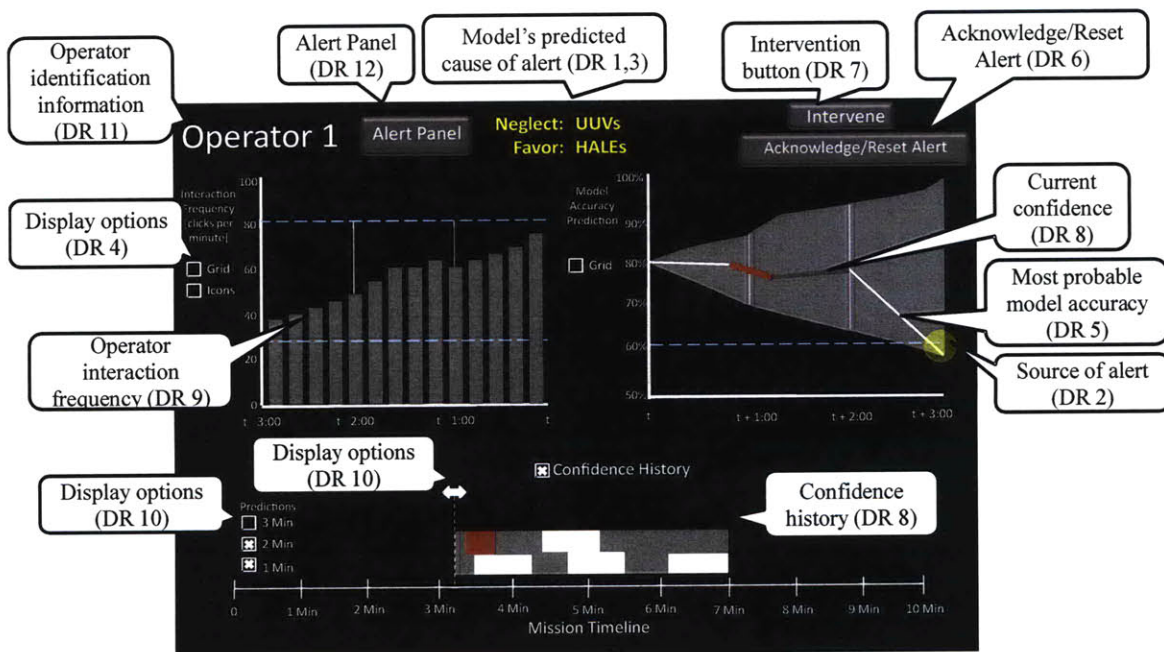 Operator
identification
information
(DR 11)
Alert Panel
(DR 12)
Model's predicted
cause of alert (DR 1,3)
Intervention
button (DR 7)
Acknowledge/Reset
Alert (DR 6)
Operator 1
Alert Panel
Neglect: UUVs
Favor: HALEs
Intervene
Acknowledge/Reset Alert
Display options
(DR 4)
Interaction
Frequency
[clicks per
minute]
Grid
Icons
100
80
60
40
20
0
t 3:00
t 2:00
t 1:00
t
Operator
interaction
frequency (DR 9)
Model
Accuracy
Prediction
Grid
100%
90%
80%
70%
60%
50%
t
t + 1:00
t + 2:00
t + 3:00
Current
confidence
(DR 8)
Most probable
model accuracy
(DR 5)
Source of alert
(DR 2)
Display options
(DR 10)
Display options
(DR 10)
Confidence History
Confidence
history (DR 8)
Predictions
3 Min
2 Min
1 Min
0
1 Min
2 Min
3 Min
4 Min
5 Min
6 Min
7 Min
8 Min
9 Min
10 Min
Mission Timeline